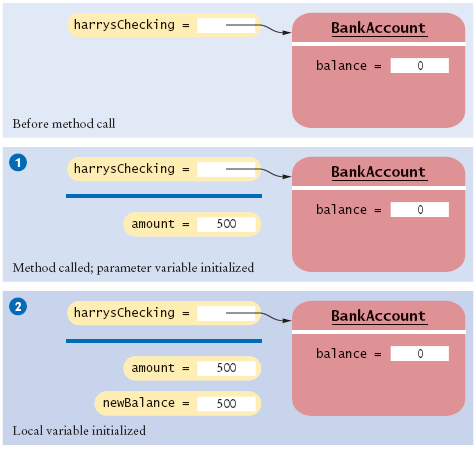 harrysChecking =
BankAccount
balance = 0
Before method call
1
harrysChecking =
BankAccount
balance = 0
amount = 500
Method called; parameter variable initialized
2
harrysChecking =
BankAccount
balance = 0
amount = 500
newBalance = 500
Local variable initialized